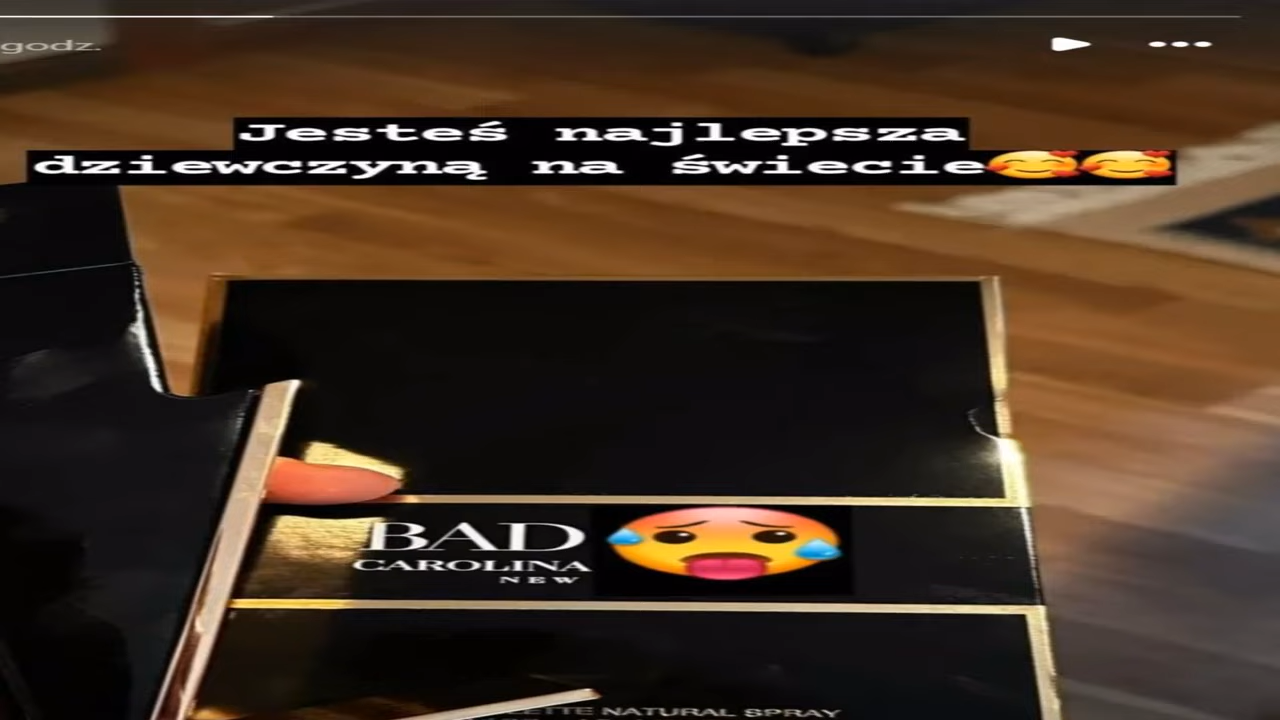 godz.
Jesteś najlepsza
dziewczyną na świecie🥰🥰
BAD
CAROLINA
NEW
NATURAL SPRAY